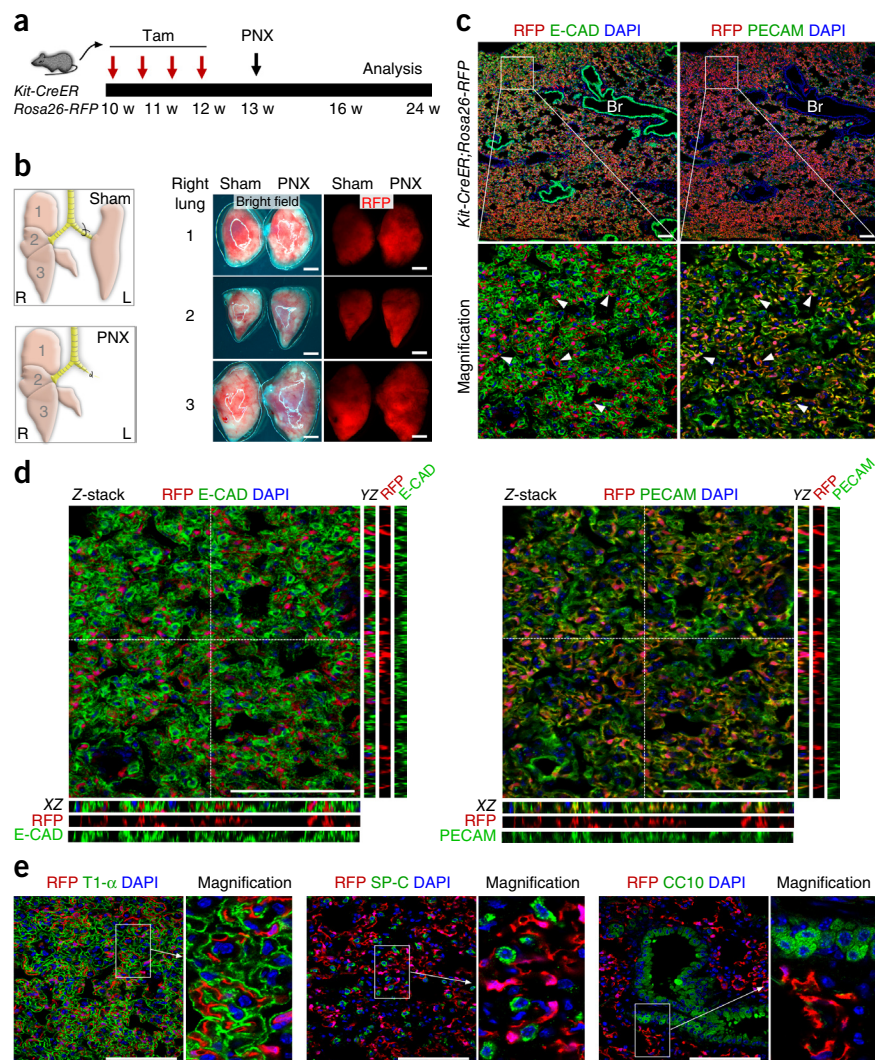 a
Tam
PNX
Analysis
Kit-CreER
Rosa26-RFP
10 w 11 w 12 w 13 w 16 w 24 w
b
Sham
1
2
3
R L
PNX
1
2
3
R L
Right lung
Sham PNX Sham PNX
Bright field RFP
1
2
3
c
RFP E-CAD DAPI RFP PECAM DAPI
Kit-CreER;Rosa26-RFP
Br Br
Magnification
d
Z-stack RFP E-CAD DAPI YZ RFP E-CAD
XZ
RFP
E-CAD
Z-stack RFP PECAM DAPI YZ RFP PECAM
XZ
RFP
PECAM
e
RFP T1-α DAPI Magnification RFP SP-C DAPI Magnification RFP CC10 DAPI Magnification